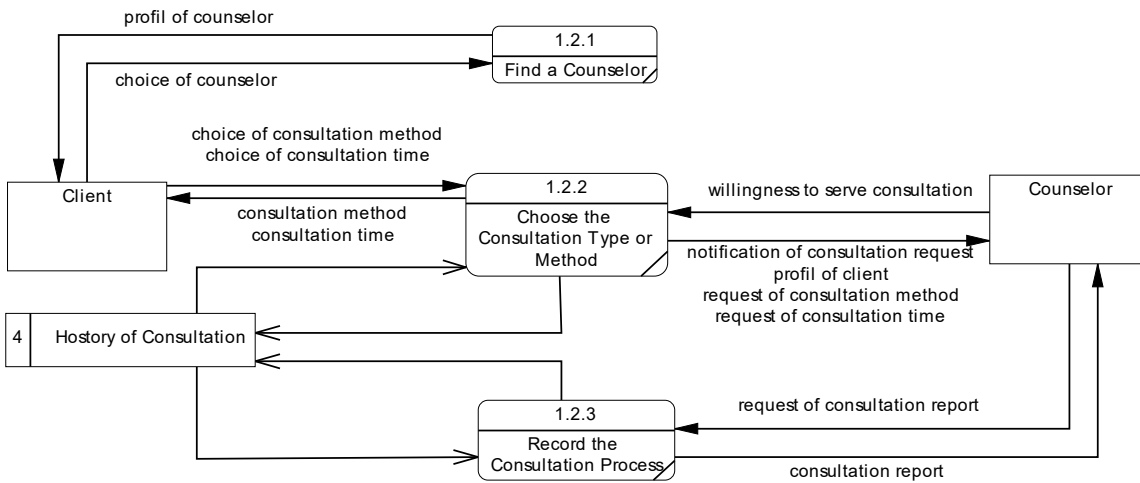 profil of counselor
1.2.1
Find a Counselor
choice of counselor
choice of consultation method
choice of consultation time
Client
1.2.2
Choose the
Consultation Type or
Method
willingness to serve consultation
Counselor
consultation method
consultation time
notification of consultation request
profil of client
request of consultation method
request of consultation time
4
Hostory of Consultation
1.2.3
Record the
Consultation Process
request of consultation report
consultation report